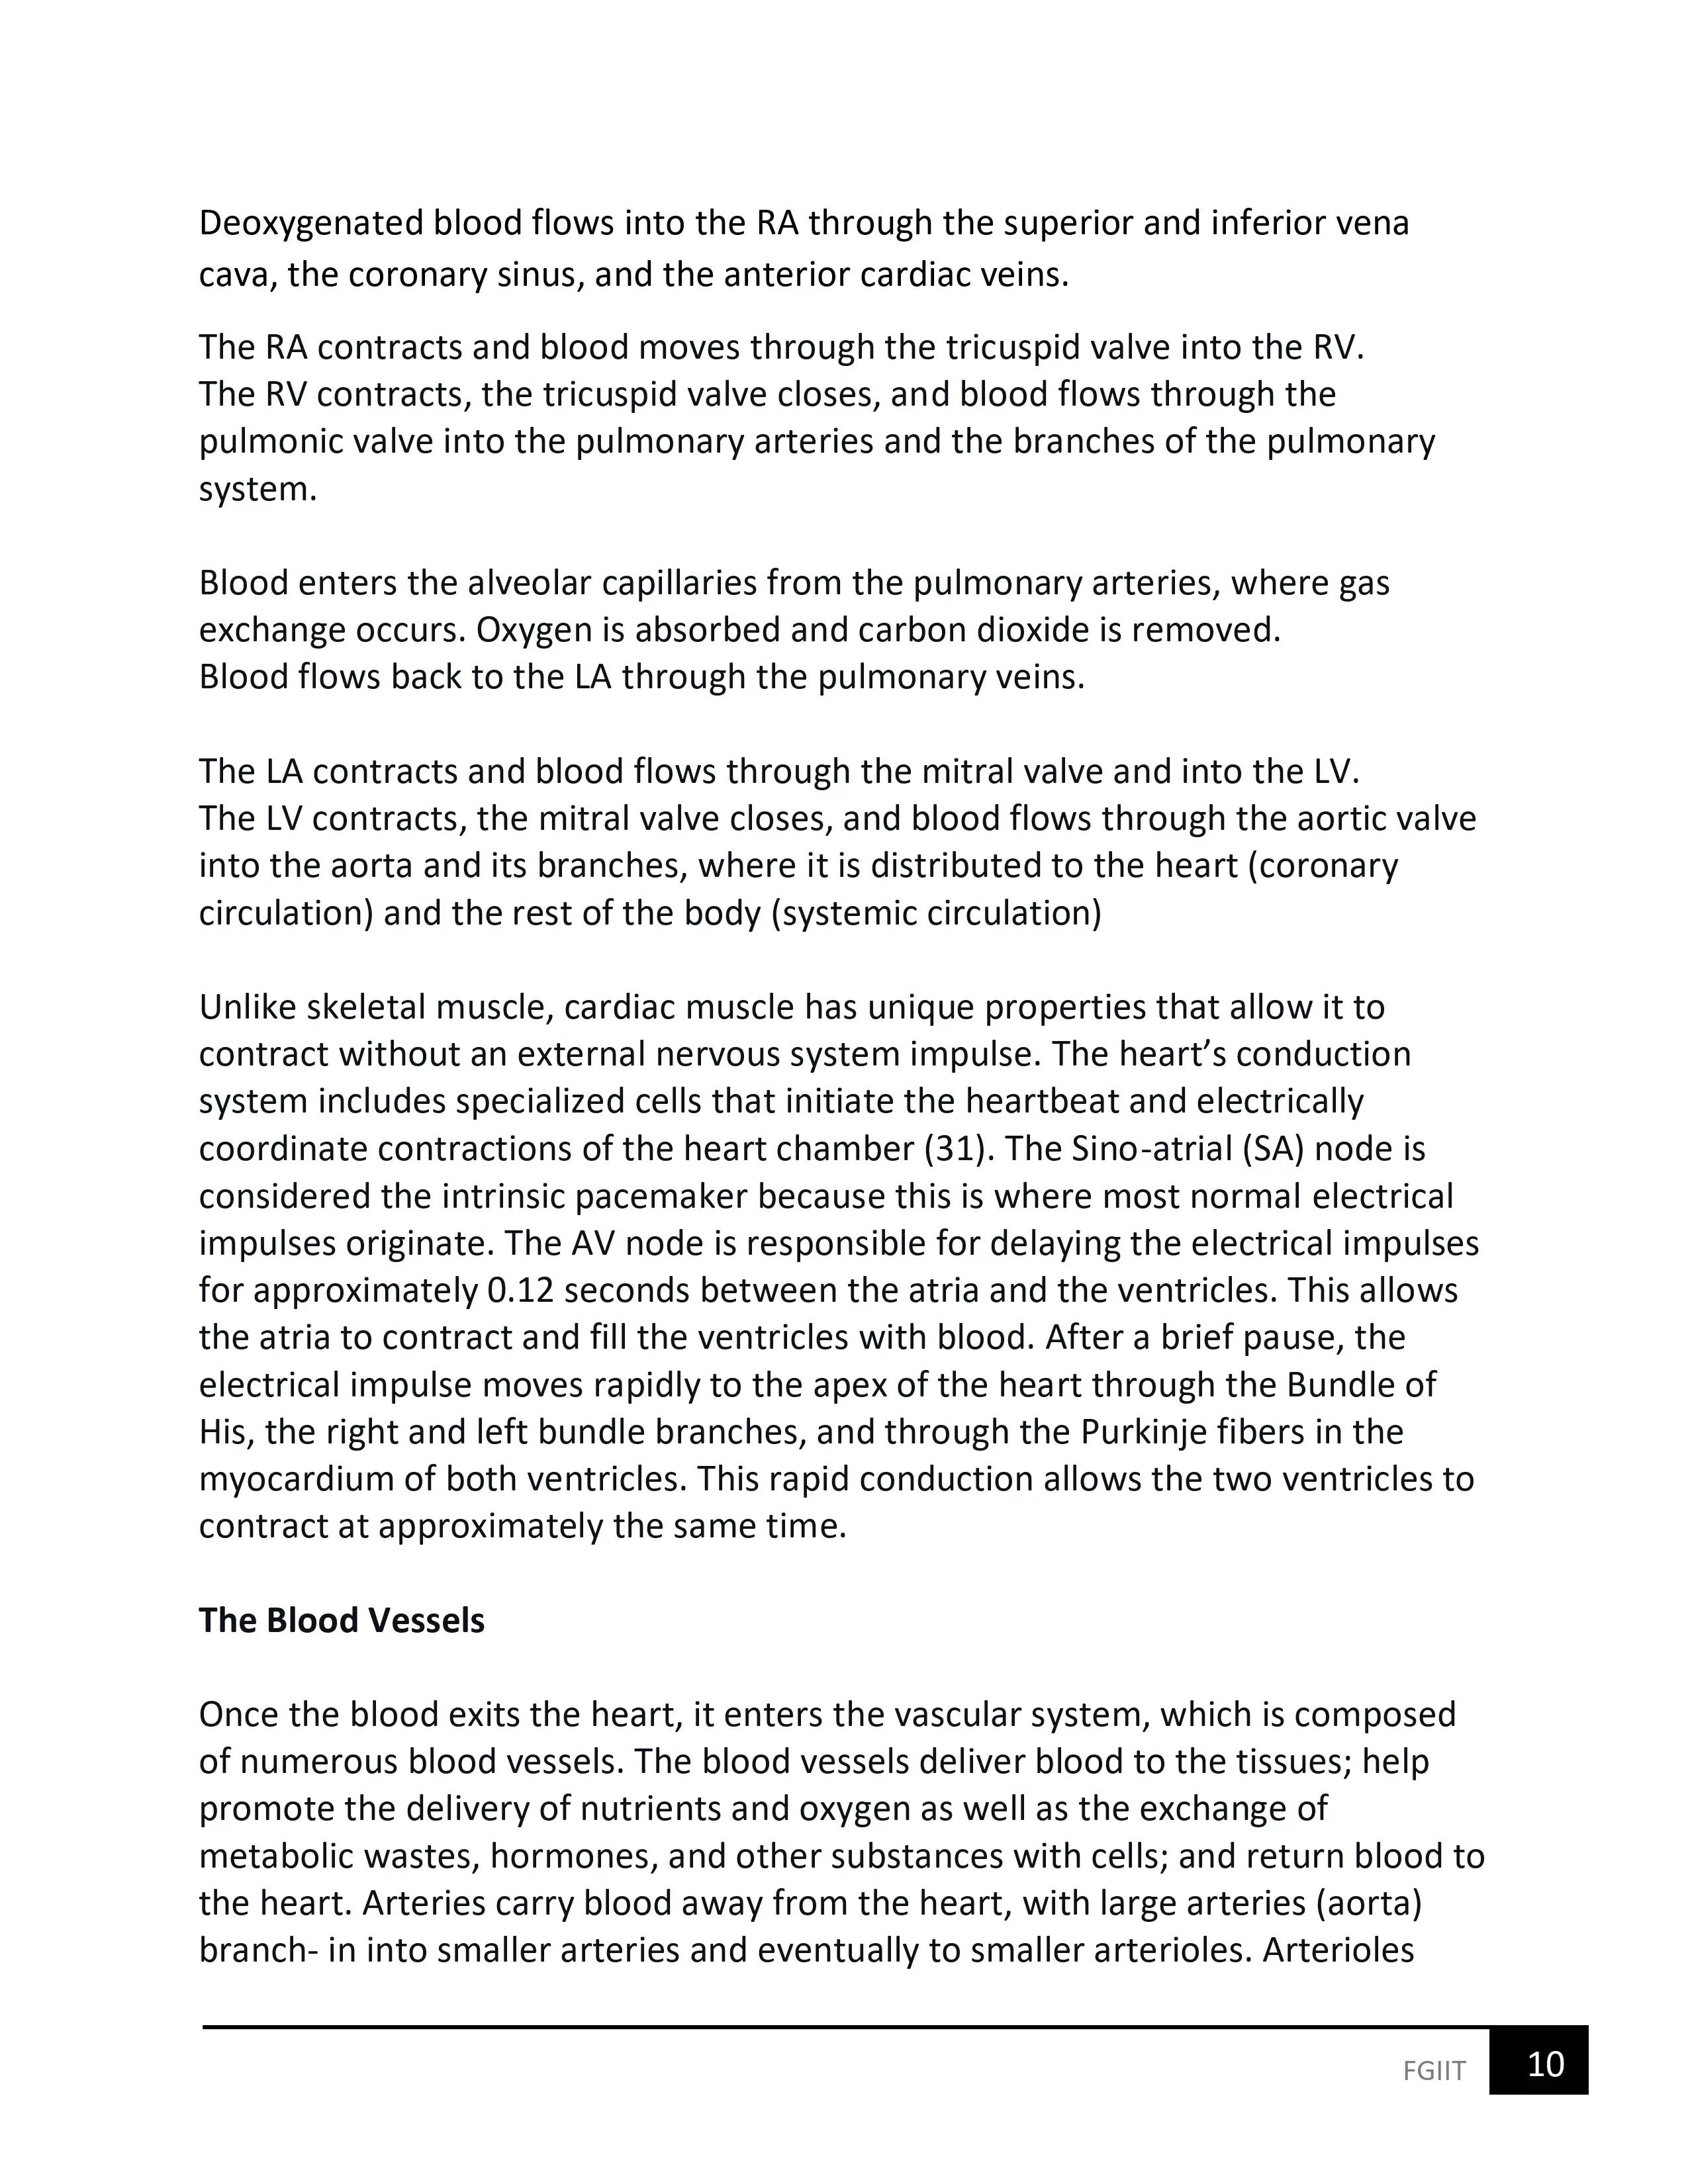 Deoxygenated blood flows into the RA through the superior and inferior vena
cava, the coronary sinus, and the anterior cardiac veins.
The RA contracts and blood moves through the tricuspid valve into the RV.
The RV contracts, the tricuspid valve closes, and blood flows through the
pulmonic valve into the pulmonary arteries and the branches of the pulmonary
system.
Blood enters the alveolar capillaries from the pulmonary arteries, where gas
exchange occurs. Oxygen is absorbed and carbon dioxide is removed.
Blood flows back to the LA through the pulmonary veins.
The LA contracts and blood flows through the mitral valve and into the LV.
The LV contracts, the mitral valve closes, and blood flows through the aortic valve
into the aorta and its branches, where it is distributed to the heart (coronary
circulation) and the rest of the body (systemic circulation)
Unlike skeletal muscle, cardiac muscle has unique properties that allow it to
contract without an external nervous system impulse. The heart’s conduction
system includes specialized cells that initiate the heartbeat and electrically
coordinate contractions of the heart chamber (31). The Sino-atrial (SA) node is
considered the intrinsic pacemaker because this is where most normal electrical
impulses originate. The AV node is responsible for delaying the electrical impulses
for approximately 0.12 seconds between the atria and the ventricles. This allows
the atria to contract and fill the ventricles with blood. After a brief pause, the
electrical impulse moves rapidly to the apex of the heart through the Bundle of
His, the right and left bundle branches, and through the Purkinje fibers in the
myocardium of both ventricles. This rapid conduction allows the two ventricles to
contract at approximately the same time.
The Blood Vessels
Once the blood exits the heart, it enters the vascular system, which is composed
of numerous blood vessels. The blood vessels deliver blood to the tissues; help
promote the delivery of nutrients and oxygen as well as the exchange of
metabolic wastes, hormones, and other substances with cells; and return blood to
the heart. Arteries carry blood away from the heart, with large arteries (aorta)
branch- in into smaller arteries and eventually to smaller arterioles. Arterioles
FGIIT 10